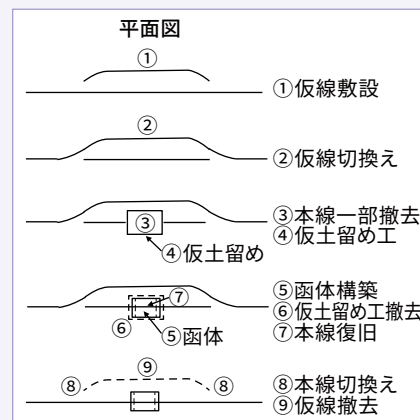 平面図
①
①仮線敷設
②
②仮線切換え
③
③本線一部撤去
④仮土留め工
④仮土留め
⑦
⑤函体構築
⑥仮土留め工撤去
⑦本線復旧
⑥
⑤函体
⑨
⑧
⑧
⑧本線切換え
⑨仮線撤去